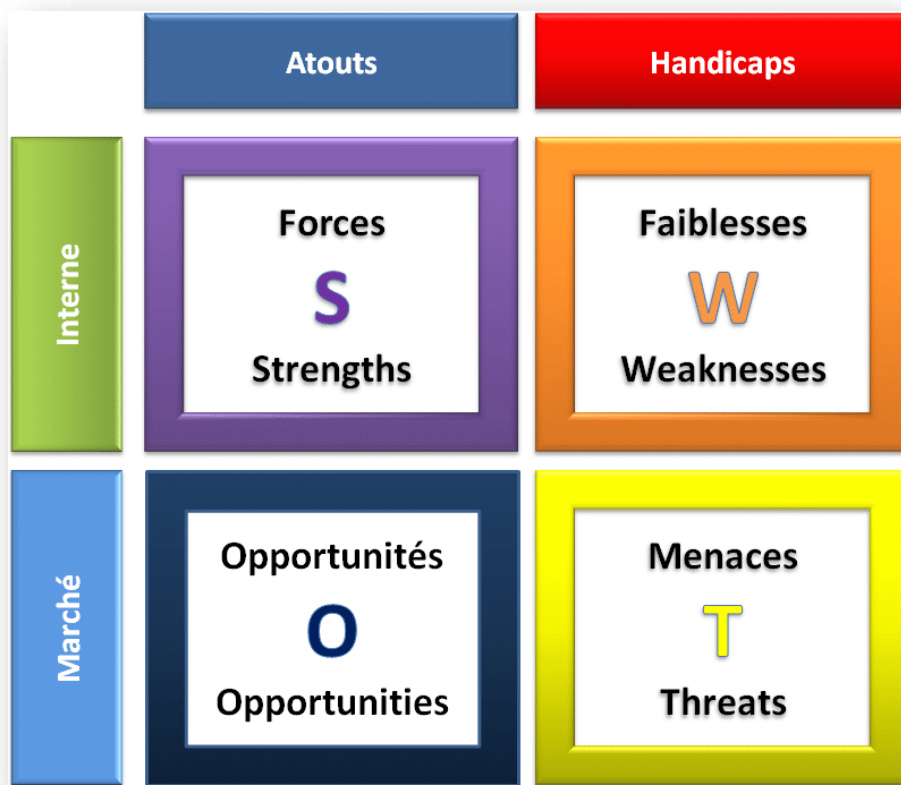 Atouts
Handicaps
Interne
Forces
S
Strengths
Faiblesses
W
Weaknesses
Marché
Opportunités
O
Opportunities
Menaces
T
Threats